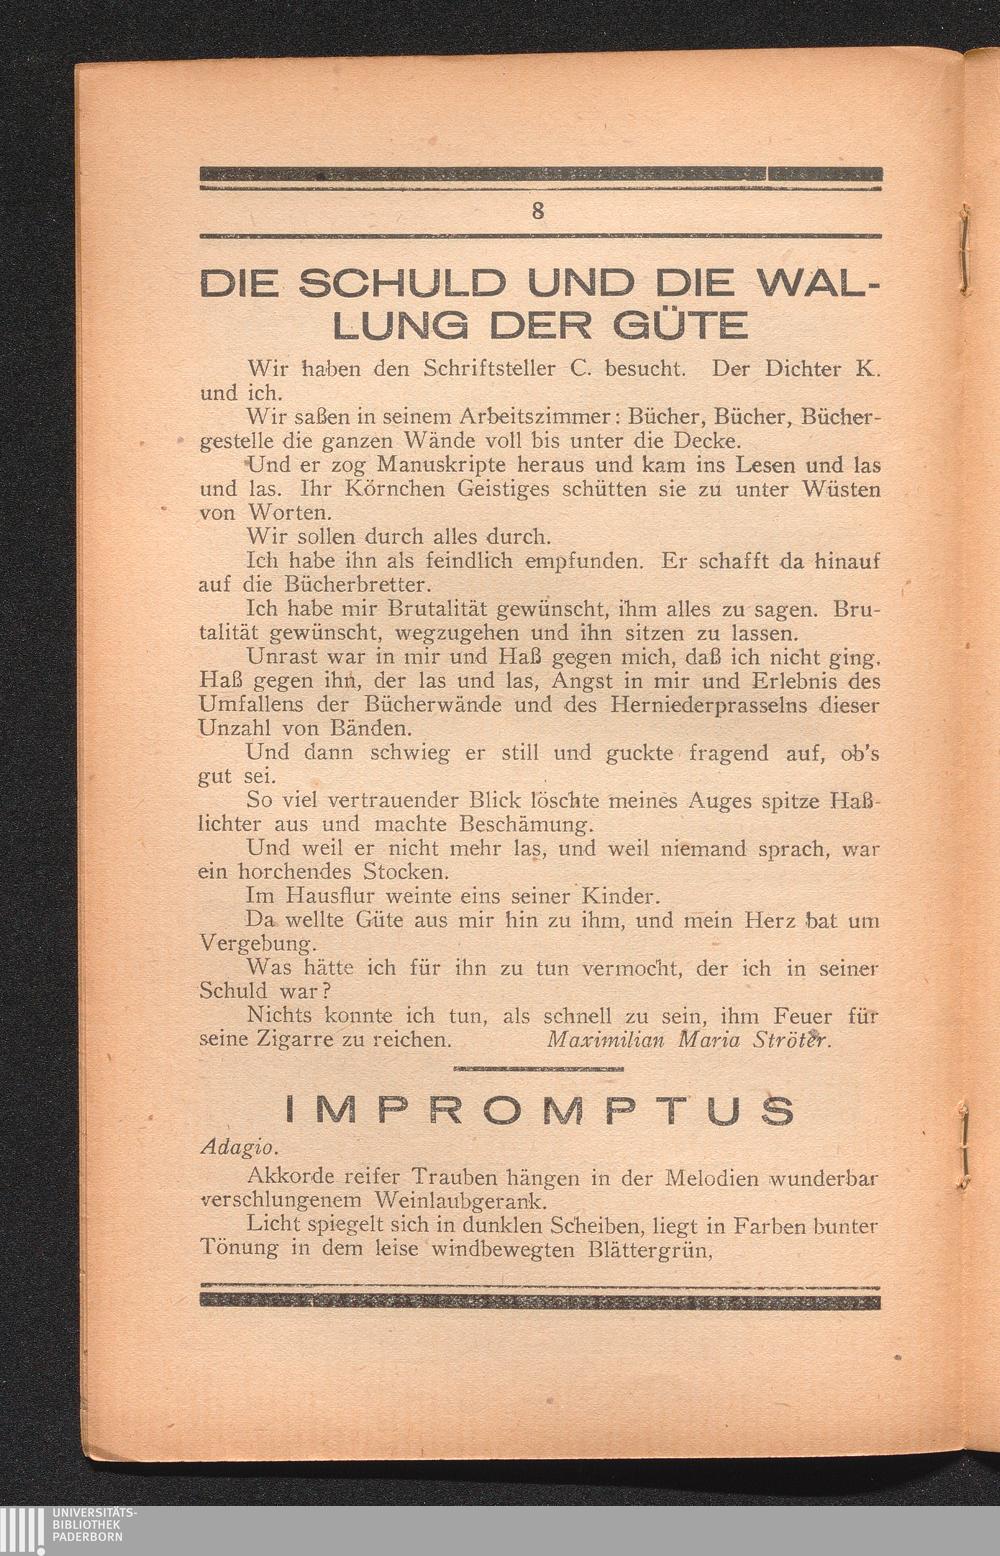 8
DIE SCHULD UND DIE WAL-
LUNG DER GÜTE
Wir haben den Schriftsteller C. besucht. Der Dichter K.
und ich.
Wir saßen in seinem Arbeitszimmer: Bücher, Bücher, Bücher-
gestelle die ganzen Wände voll bis unter die Decke.
Und er zog Manuskripte heraus und kam ins Lesen und las
und las. Ihr Körnchen Geistiges schütten sie zu unter Wüsten
von Worten.
Wir sollen durch alles durch.
Ich habe ihn als feindlich empfunden. Er schafft da hinauf
auf die Bücherbretter.
Ich habe mir Brutalität gewünscht, ihm alles zu sagen. Bru-
talität gewünscht, wegzugehen und ihn sitzen zu lassen.
Unrast war in mir und Haß gegen mich, daß ich nicht ging.
Haß gegen ihn, der las und las, Angst in mir und Erlebnis des
Umfallens der Bücherwände und des Herniederprasselns dieser
Unzahl von Bänden.
Und dann schwieg er still und guckte fragend auf, ob's
gut sei.
So viel vertrauender Blick löschte meines Auges spitze Haß-
lichter aus und machte Beschämung.
Und weil er nicht mehr las, und weil niemand sprach, war
ein horchendes Stocken.
Im Hausflur weinte eins seiner Kinder.
Da wellte Güte aus mir hin zu ihm, und mein Herz bat um
Vergebung.
Was hätte ich für ihn zu tun vermocht, der ich in seiner
Schuld war?
Nichts konnte ich tun, als schnell zu sein, ihm Feuer für
seine Zigarre zu reichen. Maximilian Maria Ströter.
IMPROMPTUS
Adagio.
Akkorde reifer Trauben hängen in der Melodien wunderbar
verschlungenem Weinlaubgerank.
Licht spiegelt sich in dunklen Scheiben, liegt in Farben bunter
Tönung in dem leise windbewegten Blättergrün,
UNIVERSITÄTS-
BIBLIOTHEK
PADERBORN